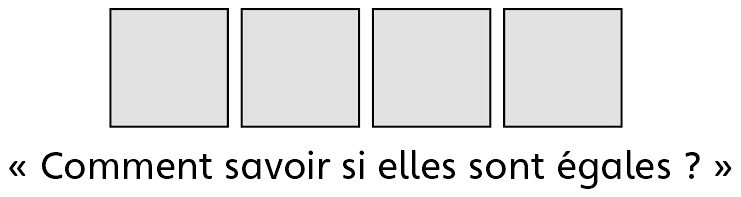 « Comment savoir si elles sont égales ? »